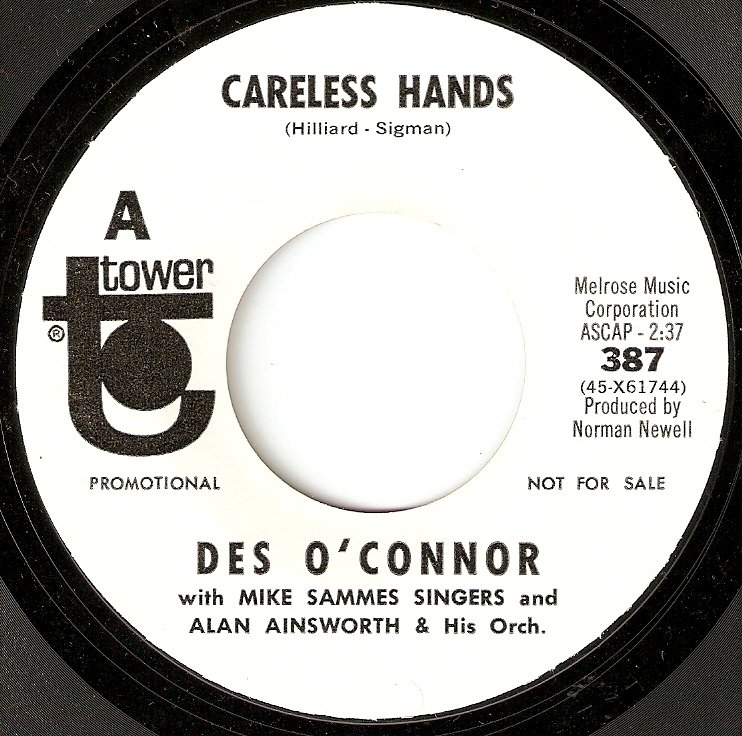 CARELESS HANDS
(Hilliard - Sigman)
A
tower
®
Melrose Music
Corporation
ASCAP - 2:37
387
(45-X61744)
Produced by
Norman Newell
PROMOTIONAL
NOT FOR SALE
DES O'CONNOR
with MIKE SAMMES SINGERS and
ALAN AINSWORTH & His Orch.